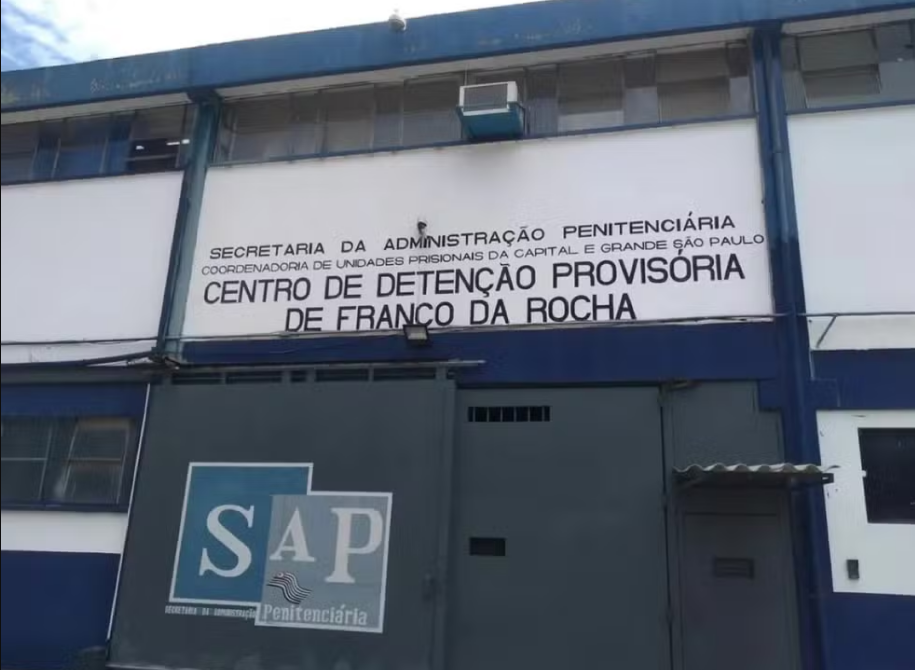 SECRETARIA DA ADMINISTRAÇÃO PENITENCIÁRIA
COORDENADORIA DE UNIDADES PRISIONAIS DA CAPITAL E GRANDE SÃO PAULO
CENTRO DE DETENÇÃO PROVISÓRIA
DE FRANCO DA ROCHA
SAP
SECRETARIA DA ADMINISTRAÇÃO
Penitenciária